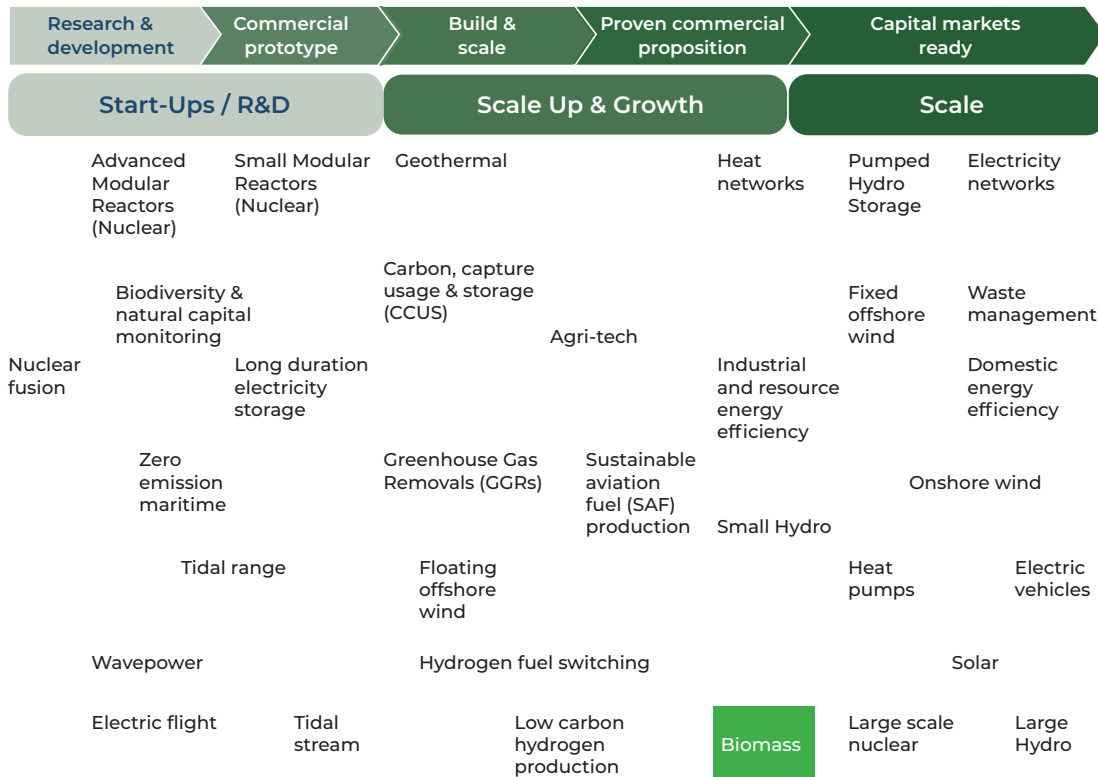 Research &
development
Commercial
prototype
Build &
scale
Proven commercial
proposition
Capital markets
ready
Start-Ups / R&D
Scale Up & Growth
Scale
Advanced
Modular
Reactors
(Nuclear)
Small Modular
Reactors
(Nuclear)
Geothermal
Heat
networks
Pumped
Hydro
Storage
Electricity
networks
Biodiversity &
natural capital
monitoring
Carbon, capture
usage & storage
(CCUS)
Agri-tech
Fixed
offshore
wind
Waste
management
Nuclear
fusion
Long duration
electricity
storage
Industrial
and resource
energy
efficiency
Domestic
energy
efficiency
Zero
emission
maritime
Greenhouse Gas
Removals (GGRs)
Sustainable
aviation
fuel (SAF)
production
Small Hydro
Onshore wind
Tidal range
Floating
offshore
wind
Heat
pumps
Electric
vehicles
Wavepower
Hydrogen fuel switching
Solar
Electric flight
Tidal
stream
Low carbon
hydrogen
production
Biomass
Large scale
nuclear
Large
Hydro